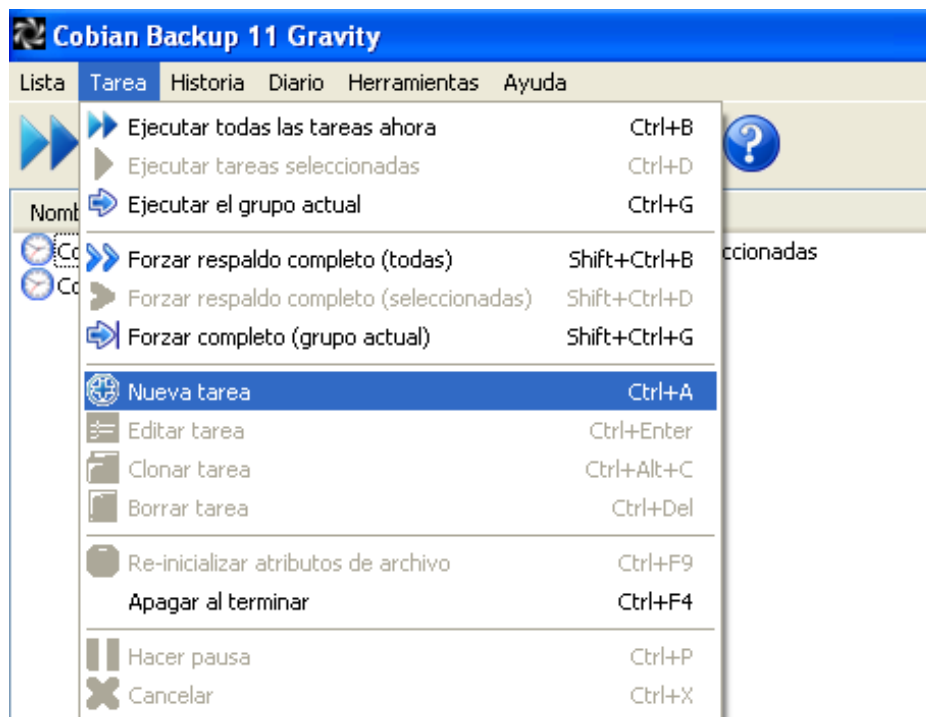 Cobian Backup 11 Gravity
Lista Tarea Historia Diario Herramientas Ayuda
Ejecutar todas las tareas ahora Ctrl+B
Ejecutar tareas seleccionadas Ctrl+D
Ejecutar el grupo actual Ctrl+G
Forzar respaldo completo (todas) Shift+Ctrl+B
Forzar respaldo completo (seleccionadas) Shift+Ctrl+D
Forzar completo (grupo actual) Shift+Ctrl+G
Nueva tarea Ctrl+A
Editar tarea Ctrl+Enter
Clonar tarea Ctrl+Alt+C
Borrar tarea Ctrl+Del
Re-inicializar atributos de archivo Ctrl+F9
Apagar al terminar Ctrl+F4
Hacer pausa Ctrl+P
Cancelar Ctrl+X